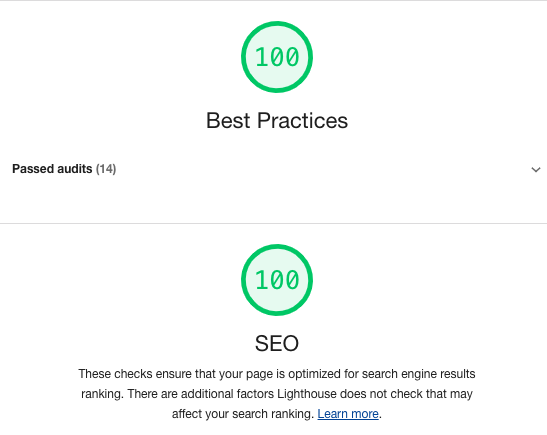 100
Best Practices
Passed audits (14)
100
SEO
These checks ensure that your page is optimized for search engine results
ranking. There are additional factors Lighthouse does not check that may
affect your search ranking. Learn more.